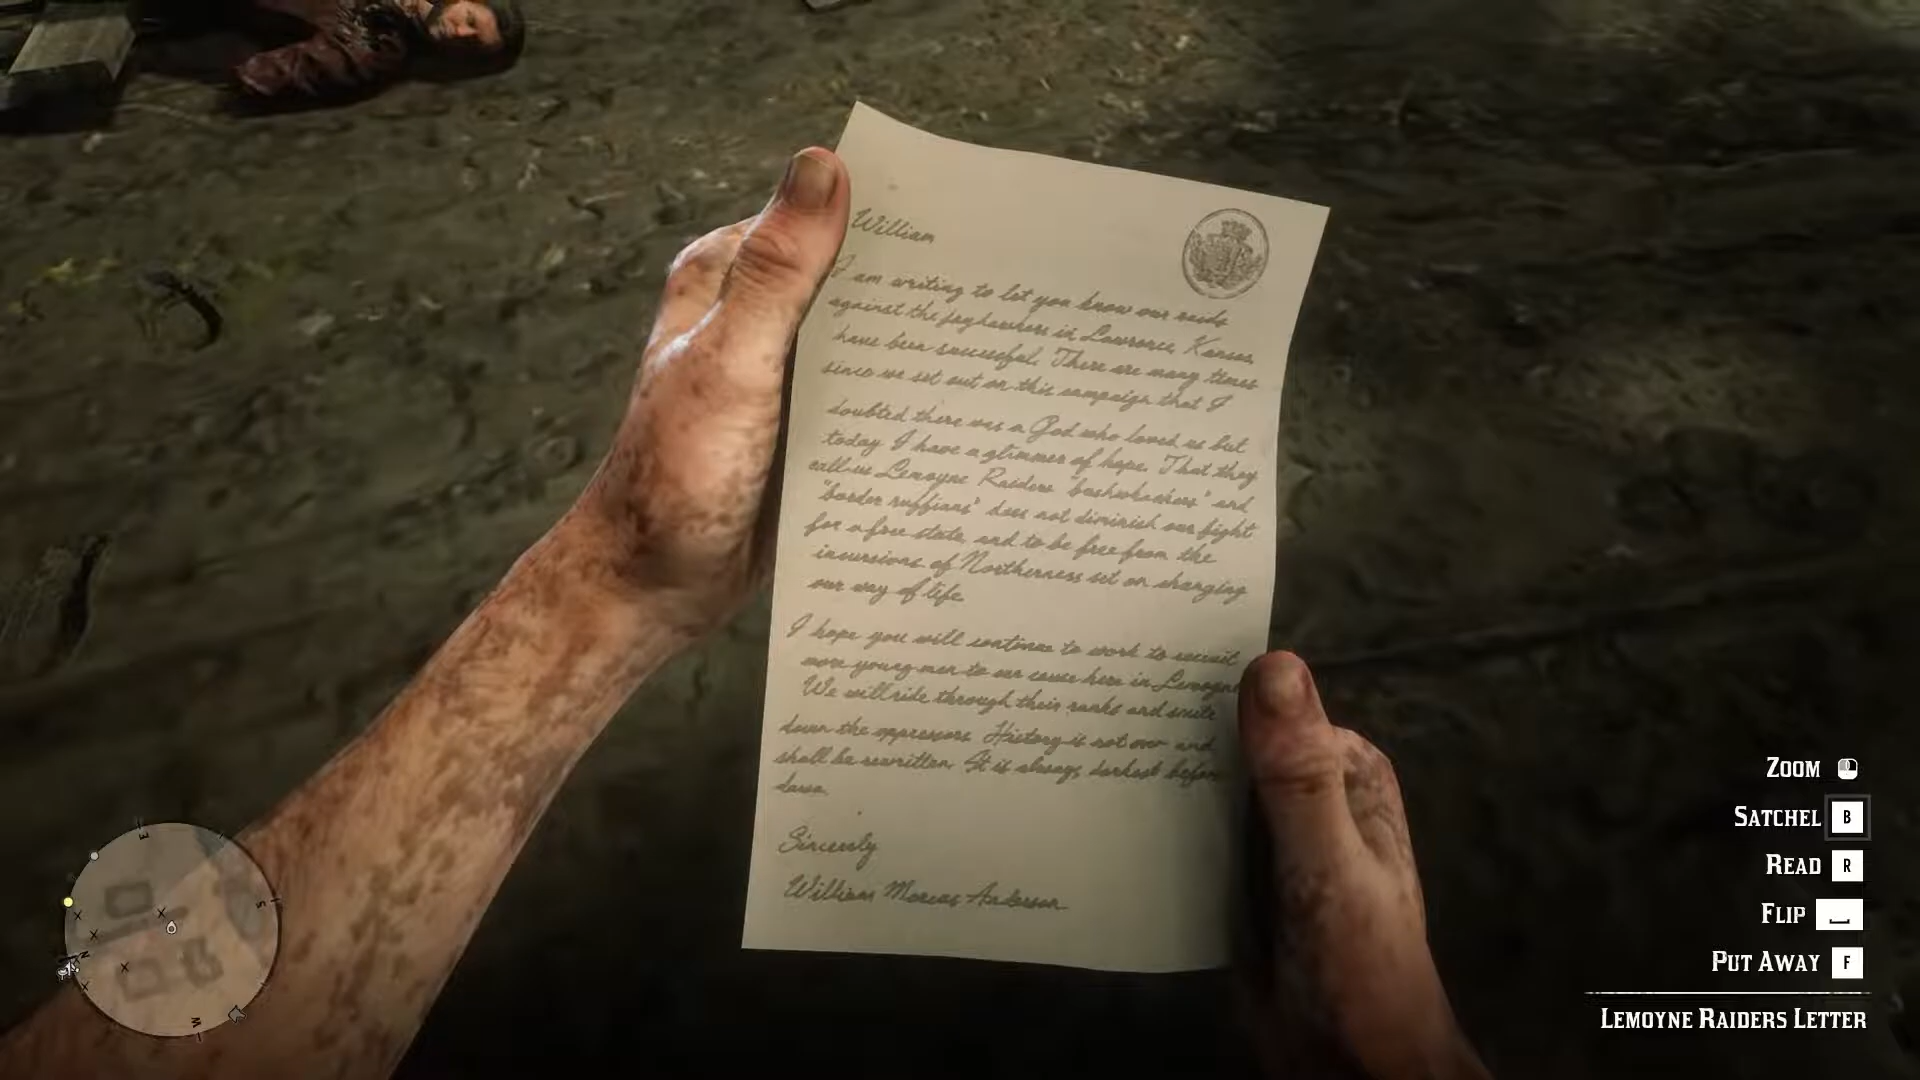 William
I am writing to let you know our raids
against the jayhawkers in Lawrence, Kansas,
have been successful. There are many times
since we set out on this campaign that I
doubted there was a God who loved us but
today I have a glimmer of hope. That they
call us Lemoyne Raiders "bushwhackers" and
"border ruffians" does not diminish our fight
for a free state, and to be free from the
incursions of Northerness set on changing
our way of life.
I hope you will continue to work to recruit
more young men to our cause here in Lemoyne
We will ride through their ranks and smite
down the oppressors. History is not over and
shall be rewritten. It is always darkest before
dawn.
Sincerely
William Marcus Anderson
E
S
N
W
ZOOM
SATCHEL B
READ R
FLIP
PUT AWAY F
LEMOYNE RAIDERS LETTER